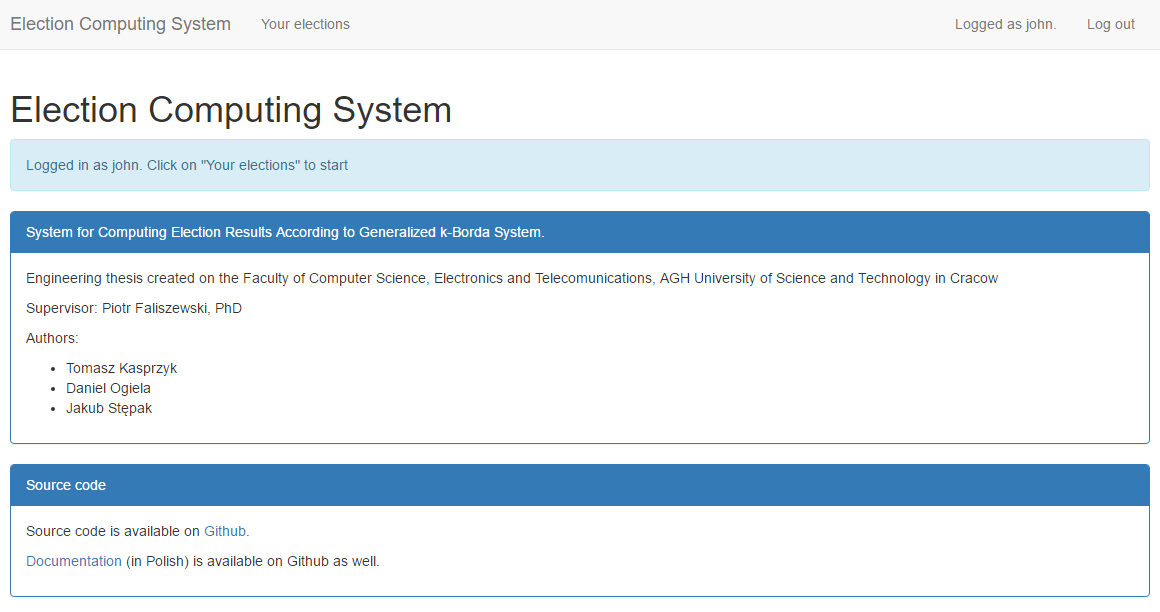 Election Computing System Your elections Logged as john. Log out
Election Computing System
Logged in as john. Click on "Your elections" to start
System for Computing Election Results According to Generalized k-Borda System.
Engineering thesis created on the Faculty of Computer Science, Electronics and Telecomunications, AGH University of Science and Technology in Cracow
Supervisor: Piotr Faliszewski, PhD
Authors:
• Tomasz Kasprzyk
• Daniel Ogiela
• Jakub Stępak
Source code
Source code is available on Github.
Documentation (in Polish) is available on Github as well.